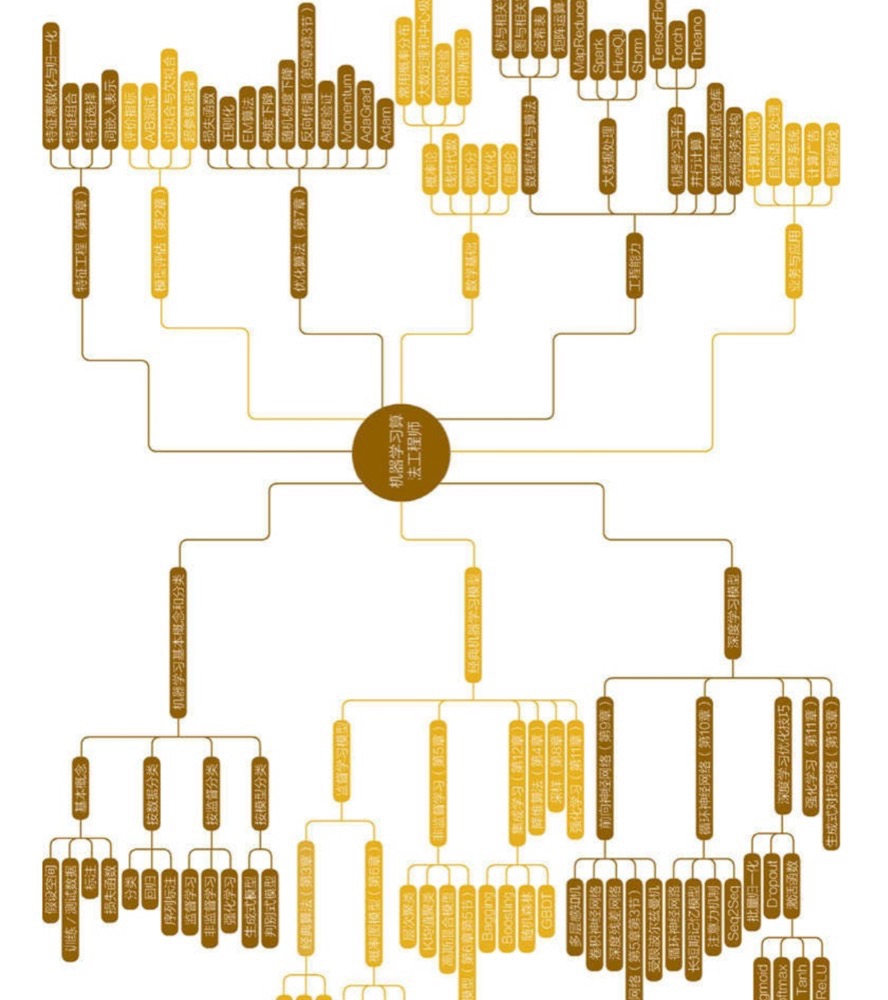 特征离散化与归一化
特征组合
特征选择
词嵌入表示
评价指标
A/B测试
过拟合与欠拟合
超参数选择
损失函数
正则化
EM算法
梯度下降
随机梯度下降
反向传播（第9章第3节）
梯度验证
Momentum
AdaGrad
Adam
常用概率分布
大数定理和中心极
假设检验
贝叶斯理论
概率论
线性代数
微积分
凸优化
信息论
树与相关
图与相关
哈希表
矩阵运算
MapReduce
Spark
HiveQL
Storm
TensorFlo
Torch
Theano
数据结构与算法
大数据处理
机器学习平台
并行计算
数据库和数据仓库
系统服务架构
计算机视觉
自然语言处理
推荐系统
计算广告
智能游戏
特征工程（第1章）
模型评估（第2章）
优化算法（第7章）
数学基础
工程能力
业务与应用
机器学习算
法工程师
机器学习基本概念和分类
经典机器学习模型
深度学习模型
基本概念
按数据分类
按监督分类
按模型分类
假设空间
训练／测试数据
标注
损失函数
分类
回归
序列标注
监督学习
非监督学习
强化学习
生成式模型
判别式模型
监督学习模型
非监督学习（第5章）
集成学习（第12章）
降维算法（第4章）
采样（第8章）
强化学习（第11章）
经典算法（第3章）
概率图模型（第6章）
层次聚类
K均值聚类
高斯混合模型
模型（第6章第5节）
Bagging
Boosting
随机森林
GBDT
前向神经网络（第9章）
循环神经网络（第10章）
深度学习优化技巧
强化学习（第11章）
生成式对抗网络（第13章）
多层感知机
卷积神经网络
深度残差网络
网络（第5章第3节）
受限玻尔兹曼机
循环神经网络
长短期记忆模型
注意力机制
Seq2Seq
批量归一化
Dropout
激活函数
gmoid
ftmax
Tanh
ReLU